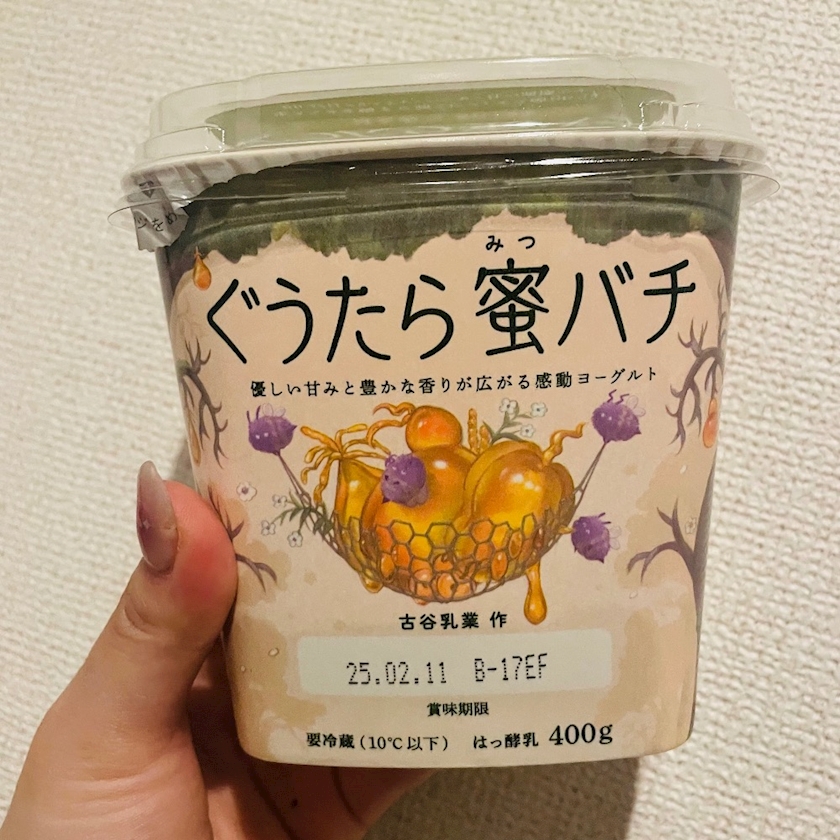 みつ
ぐうたら蜜バチ
優しい甘みと豊かな香りが広がる感動ヨーグルト
古谷乳業 作
25.02.11 B-17EF
賞味期限
要冷蔵(10℃以下) はっ酵乳 400g